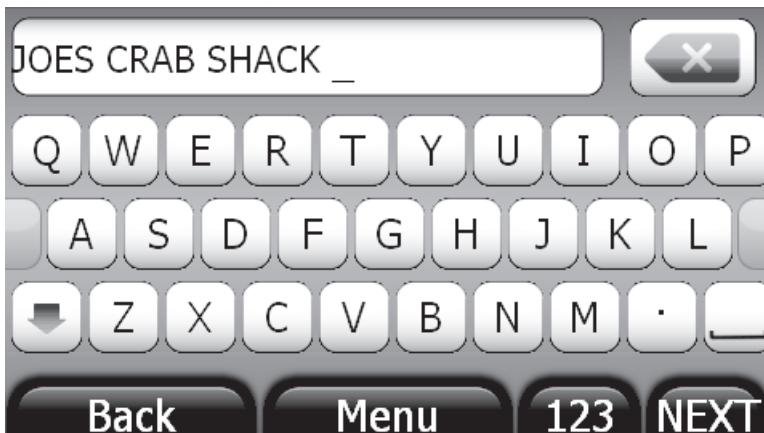 JOES CRAB SHACK _
Q W E R T Y U I O P
A S D F G H J K L
Z X C V B N M .
Back Menu 123 NEXT